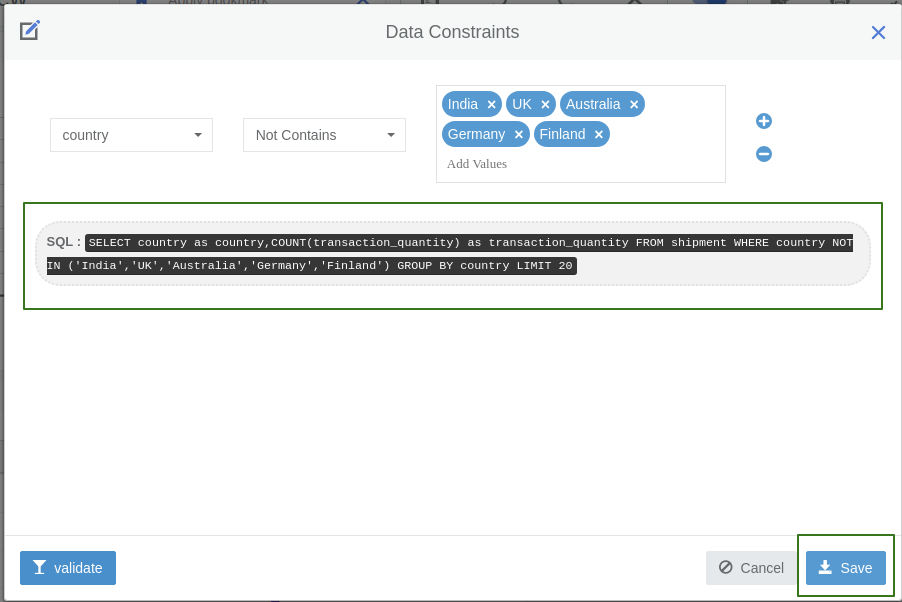 Apply bookmark
Data Constraints
country
Not Contains
India × UK × Australia ×
Germany × Finland ×
Add Values
SQL : SELECT country as country,COUNT(transaction_quantity) as transaction_quantity FROM shipment WHERE country NOT
IN ('India','UK','Australia','Germany','Finland') GROUP BY country LIMIT 20
validate
Cancel
Save